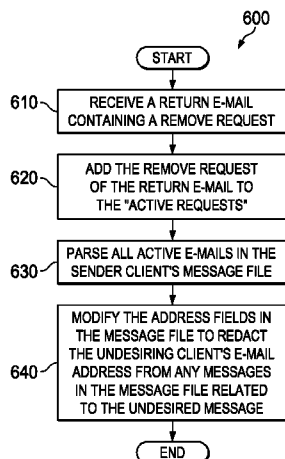 600
START
610
RECEIVE A RETURN E-MAIL
CONTAINING A REMOVE REQUEST
620
ADD THE REMOVE REQUEST
OF THE RETURN E-MAIL TO
THE "ACTIVE REQUESTS"
630
PARSE ALL ACTIVE E-MAILS IN THE
SENDER CLIENT'S MESSAGE FILE
640
MODIFY THE ADDRESS FIELDS IN
THE MESSAGE FILE TO REDACT
THE UNDESIRING CLIENT'S E-MAIL
ADDRESS FROM ANY MESSAGES
IN THE MESSAGE FILE RELATED
TO THE UNDESIRED MESSAGE
END